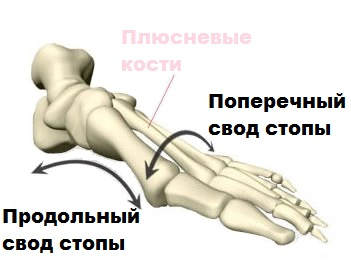 Плюсневые
кости
Поперечный
свод стопы
Продольный
свод стопы